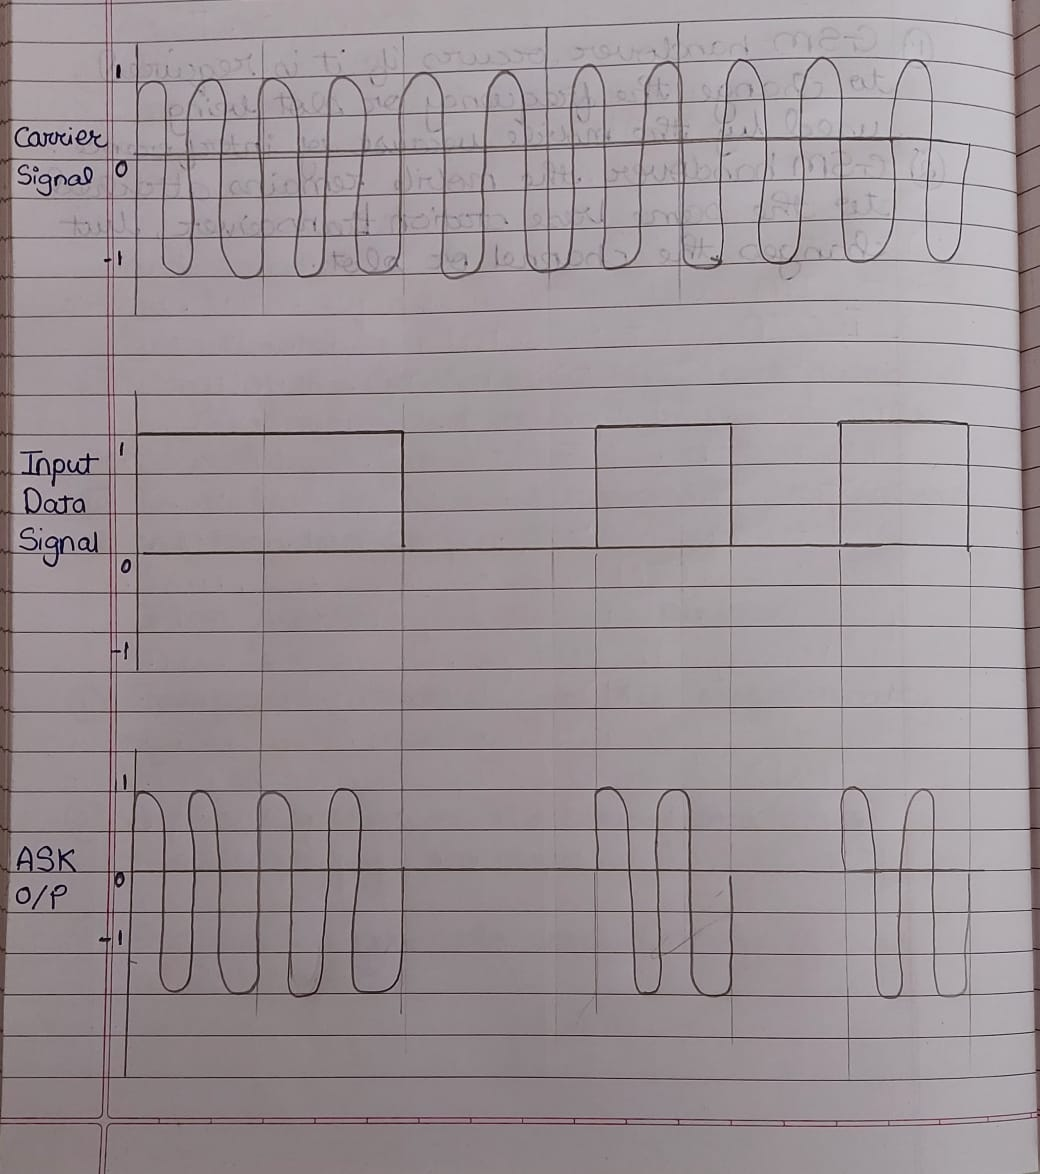 1
Carrier
Signal 0
-1
1
Input
Data
Signal
0
-1
1
ASK
0
O/P
-1